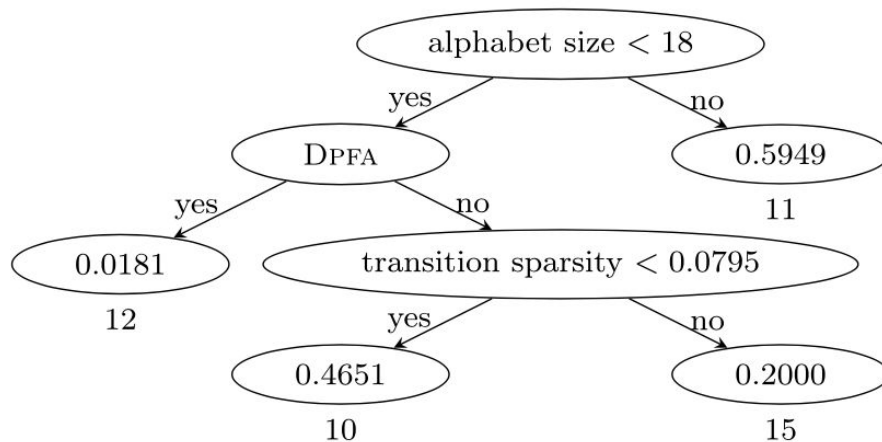 alphabet size < 18
yes
no
DPFA
0.5949
yes
no
11
0.0181
transition sparsity < 0.0795
12
yes
no
0.4651
0.2000
10
15